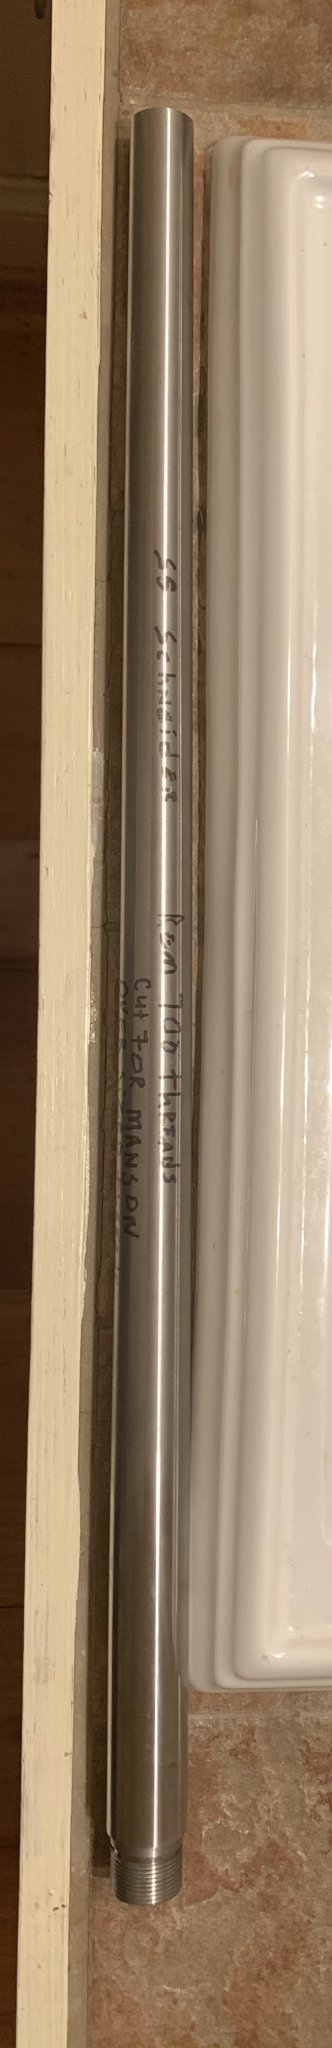 SS SchNEidER
Rem 700 thREAdS
Cut FOR MANSON